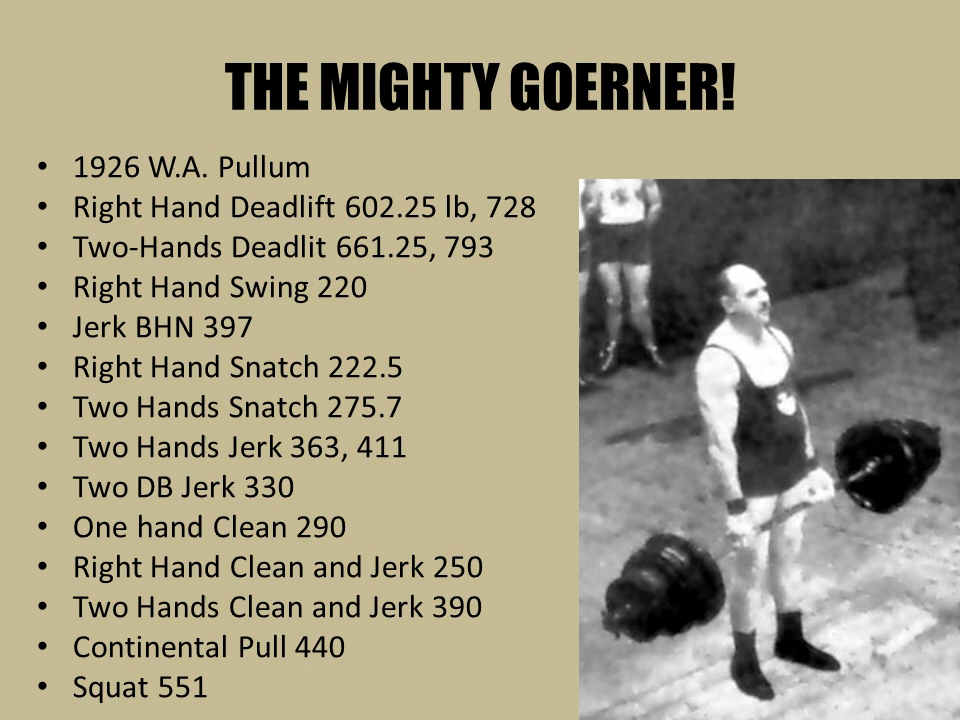 THE MIGHTY GOERNER!
• 1926 W.A. Pullum
• Right Hand Deadlift 602.25 lb, 728
• Two-Hands Deadlit 661.25, 793
• Right Hand Swing 220
• Jerk BHN 397
• Right Hand Snatch 222.5
• Two Hands Snatch 275.7
• Two Hands Jerk 363, 411
• Two DB Jerk 330
• One hand Clean 290
• Right Hand Clean and Jerk 250
• Two Hands Clean and Jerk 390
• Continental Pull 440
• Squat 551